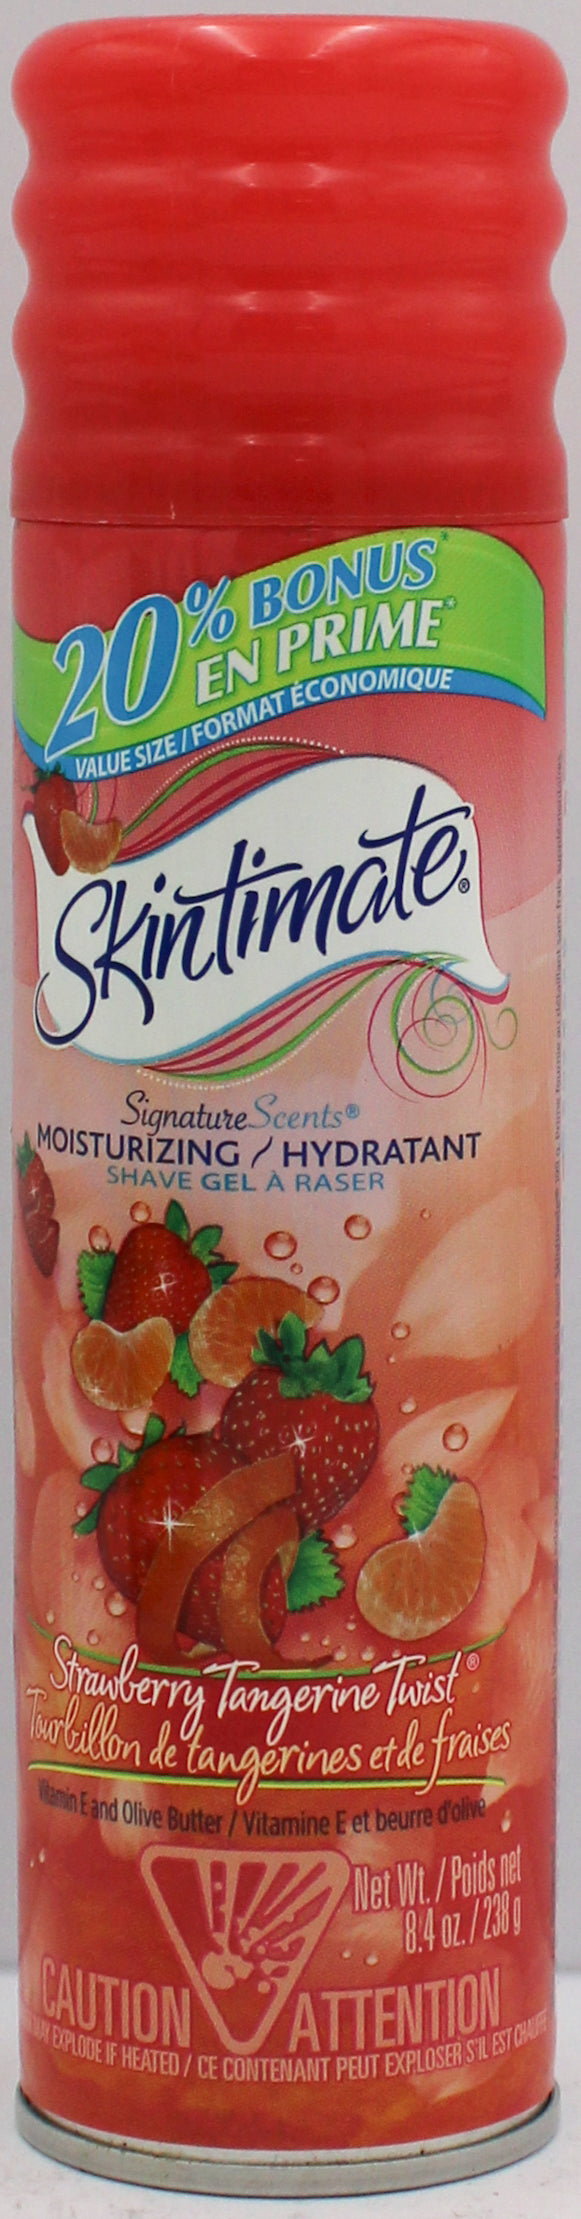 20% BONUS*
EN PRIME*
VALUE SIZE / FORMAT ÉCONOMIQUE
Skintimate®
Signature Scents®
MOISTURIZING / HYDRATANT
SHAVE GEL À RASER
Strawberry Tangerine Twist®
Tourbillon de tangerines et de fraises
Vitamin E and Olive Butter / Vitamine E et beurre d'olive
Net Wt. / Poids net
8.4 oz. / 238 g
CAUTION ATTENTION
MAY EXPLODE IF HEATED / CE CONTENANT PEUT EXPLOSER S'IL EST CHAUFFÉ